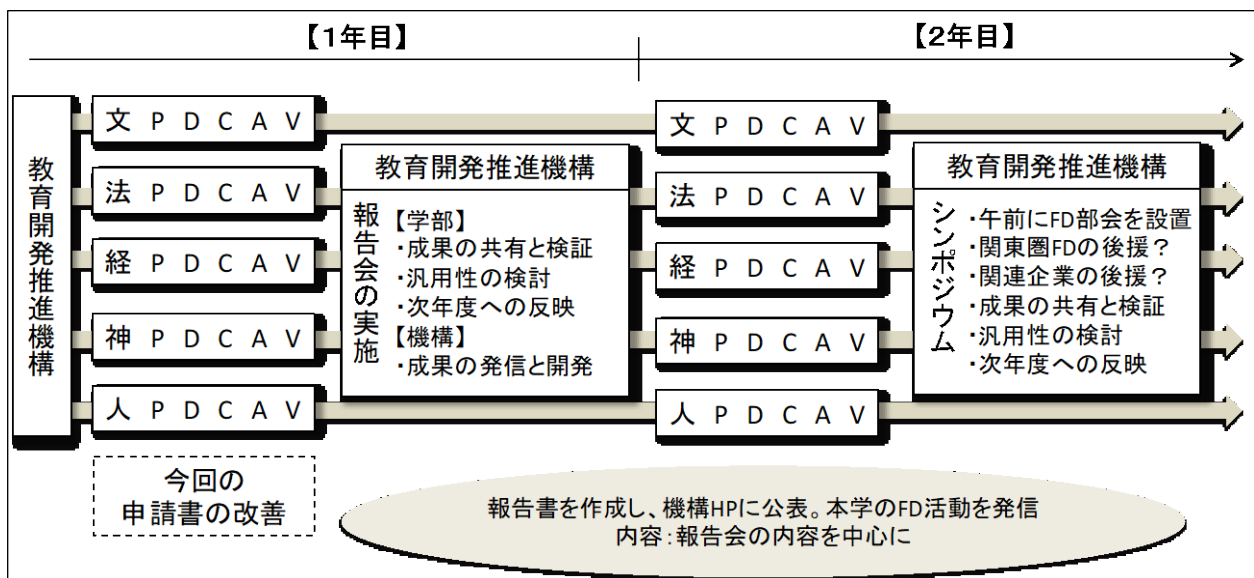 【1年目】
【2年目】
教育開発推進機構
文 P D C A V
法 P D C A V
経 P D C A V
神 P D C A V
人 P D C A V
教育開発推進機構
報告会の実施
【学部】
・成果の共有と検証
・汎用性の検討
・次年度への反映
【機構】
・成果の発信と開発
文 P D C A V
法 P D C A V
経 P D C A V
神 P D C A V
人 P D C A V
教育開発推進機構
シンポジウム
・午前にFD部会を設置
・関東圏FDの後援？
・関連企業の後援？
・成果の共有と検証
・汎用性の検討
・次年度への反映
今回の
申請書の改善
報告書を作成し、機構HPに公表。本学のFD活動を発信
内容：報告会の内容を中心に